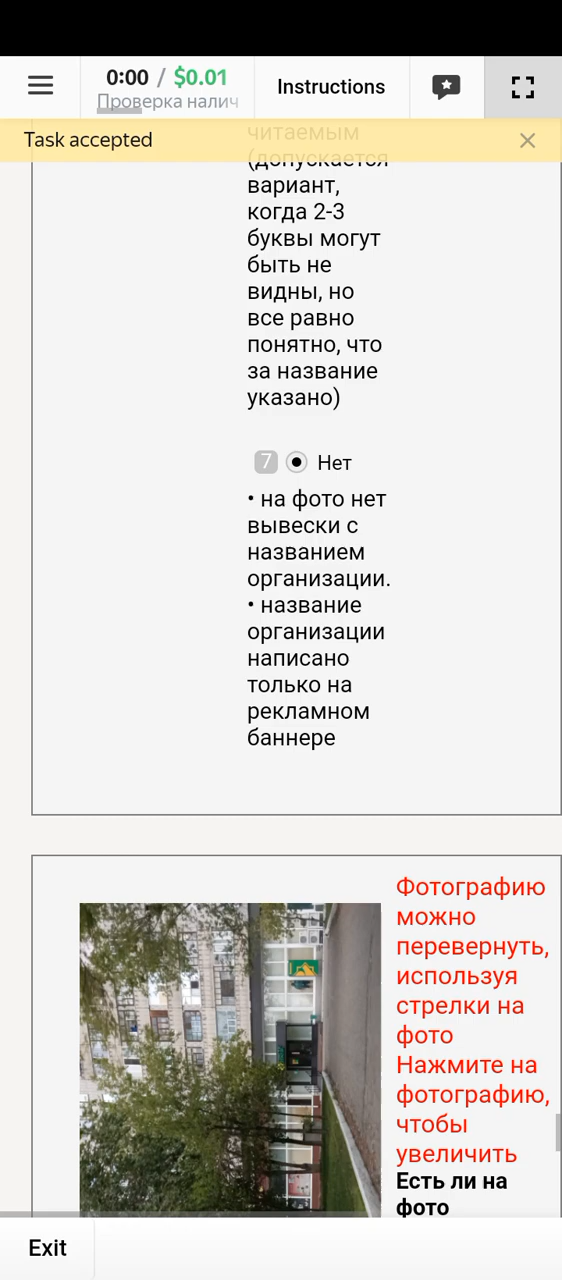 0:00 / $0.01
Проверка налич
Instructions
Task accepted
читаемым
(допускается
вариант,
когда 2-3
буквы могут
быть не
видны, но
все равно
понятно, что
за название
указано)
7 Нет
• на фото нет
вывески с
названием
организации.
• название
организации
написано
только на
рекламном
баннере
Фотографию
можно
перевернуть,
используя
стрелки на
фото
Нажмите на
фотографию,
чтобы
увеличить
Есть ли на
фото
Exit